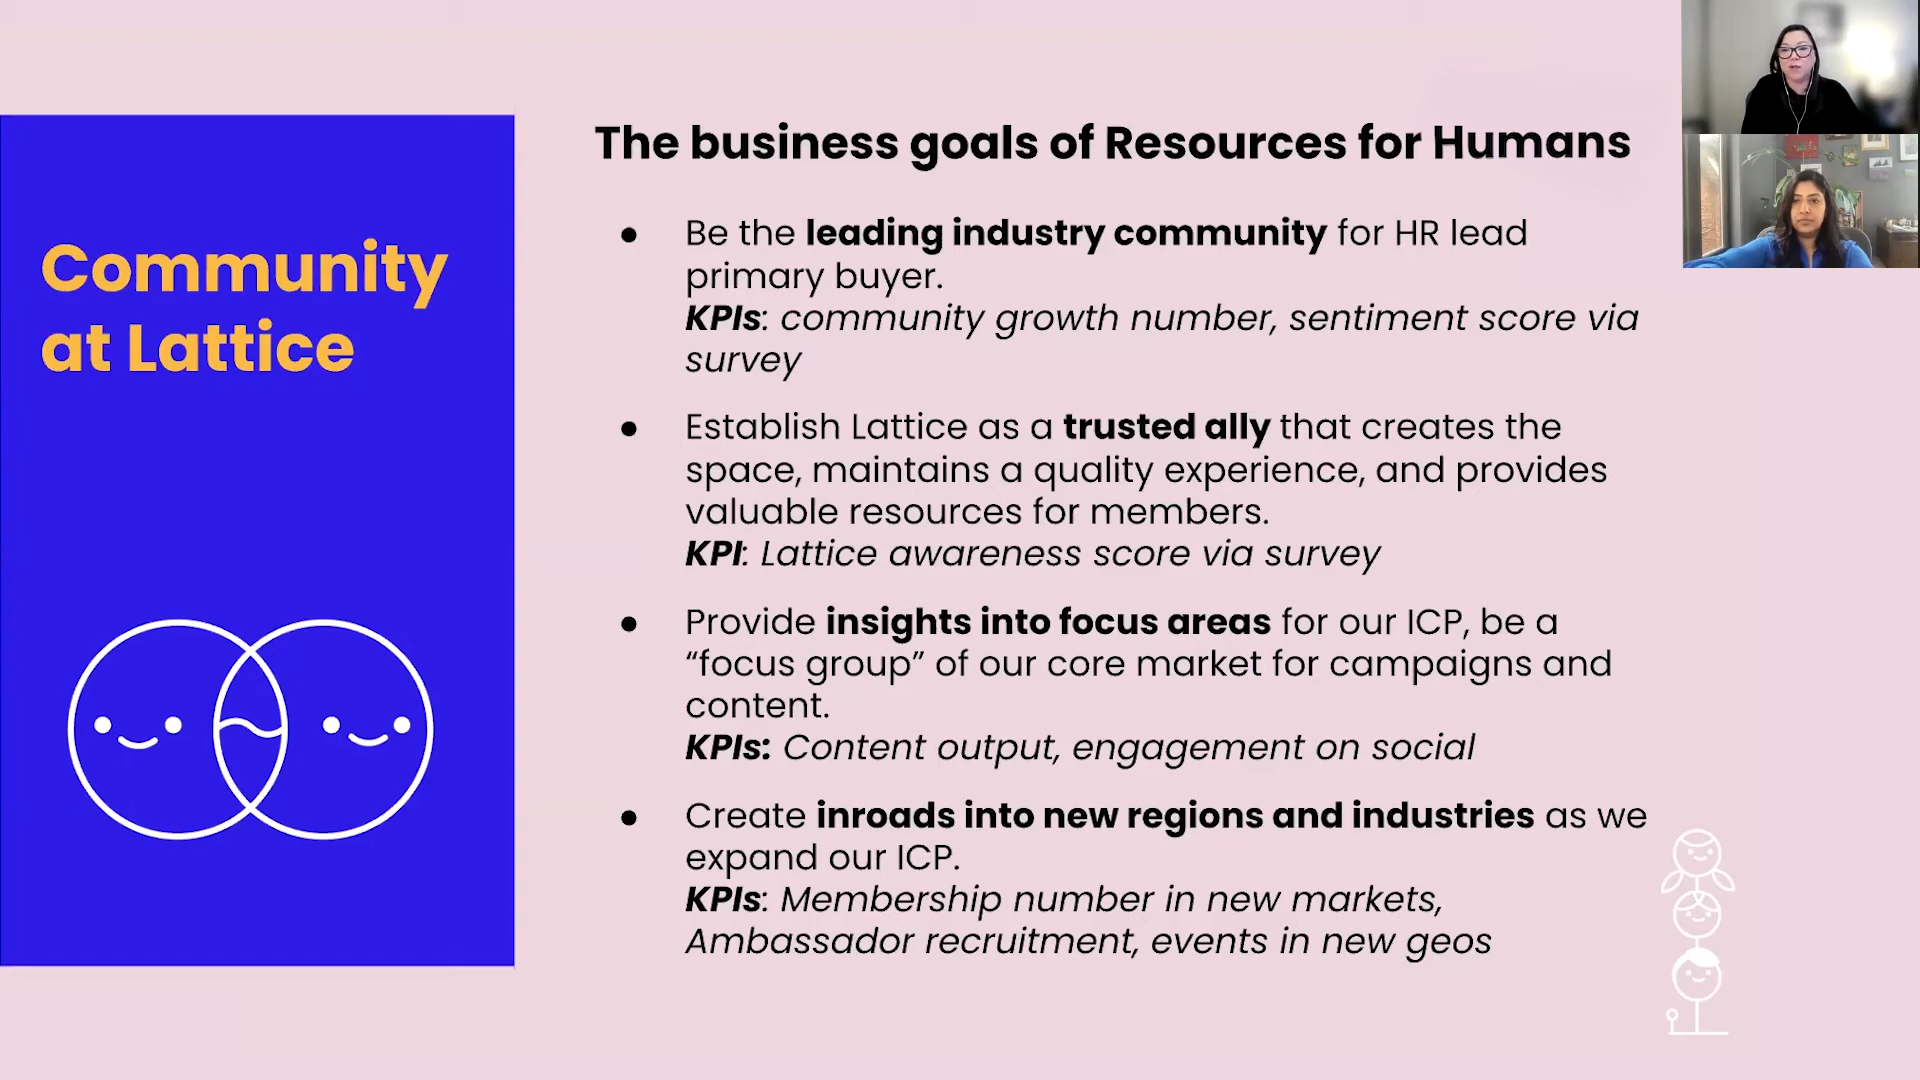 Community
at Lattice
The business goals of Resources for Humans
● Be the leading industry community for HR lead
primary buyer.
KPIs: community growth number, sentiment score via
survey
● Establish Lattice as a trusted ally that creates the
space, maintains a quality experience, and provides
valuable resources for members.
KPI: Lattice awareness score via survey
● Provide insights into focus areas for our ICP, be a
“focus group” of our core market for campaigns and
content.
KPIs: Content output, engagement on social
● Create inroads into new regions and industries as we
expand our ICP.
KPIs: Membership number in new markets,
Ambassador recruitment, events in new geos